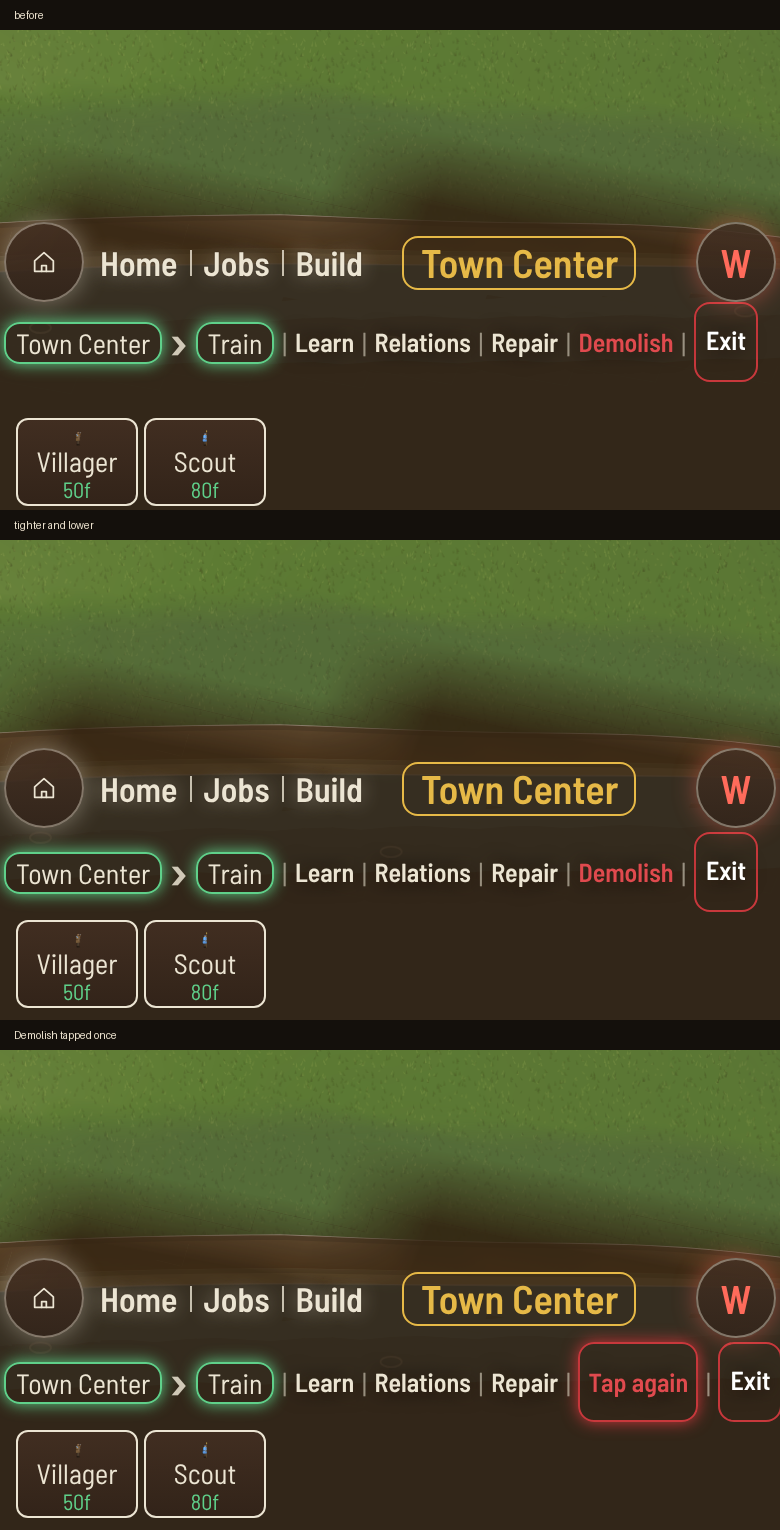 before
Home | Jobs | Build Town Center W
Town Center › Train | Learn | Relations | Repair | Demolish | Exit
Villager Scout
50f 80f
tighter and lower
Home | Jobs | Build Town Center W
Town Center › Train | Learn | Relations | Repair | Demolish | Exit
Villager Scout
50f 80f
Demolish tapped once
Home | Jobs | Build Town Center W
Town Center › Train | Learn | Relations | Repair | Tap again | Exit
Villager Scout
50f 80f